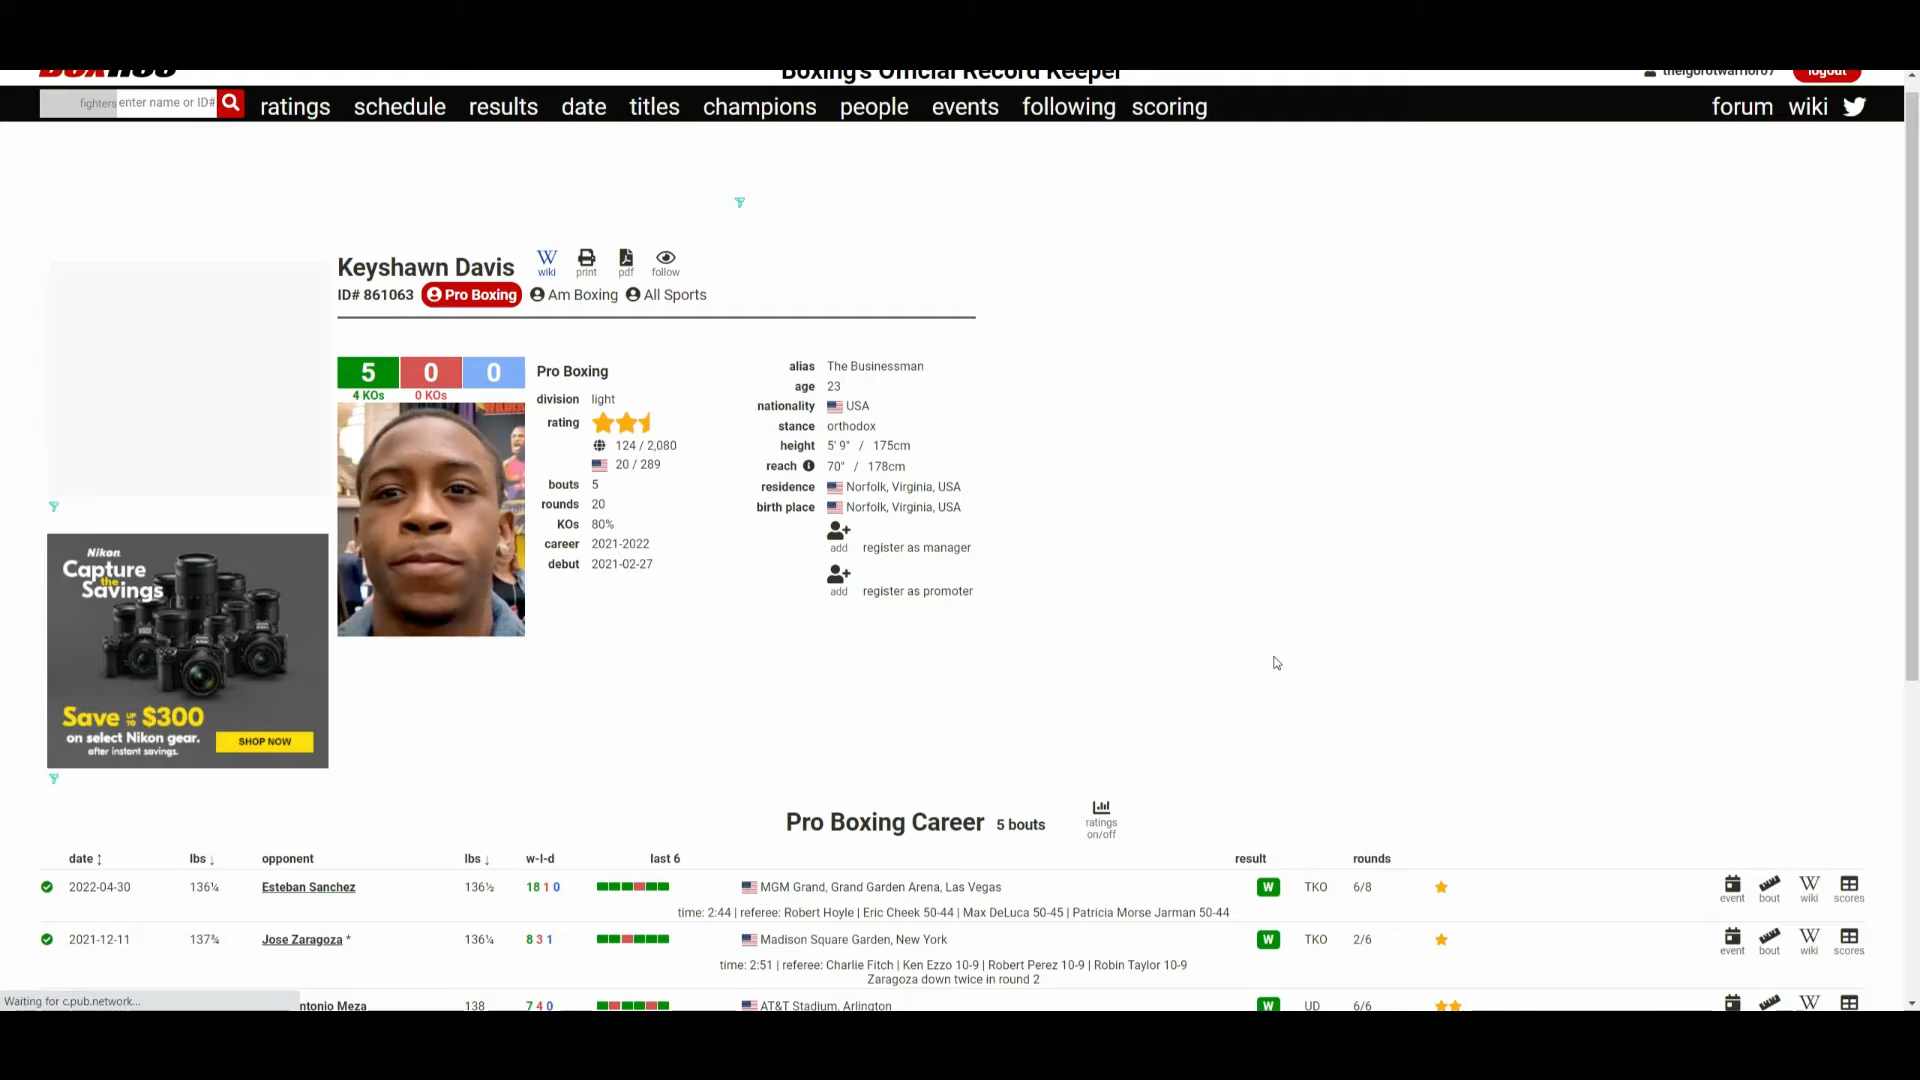 Boxing's Official Record Keeper
theigorotwarrior07 logout
fighters enter name or ID# ratings schedule results date titles champions people events following scoring forum wiki
Keyshawn Davis wiki print pdf follow
ID# 861063 Pro Boxing Am Boxing All Sports
5 0 0
4 KOs 0 KOs
Pro Boxing
division light
rating
124 / 2,080
20 / 289
bouts 5
rounds 20
KOs 80%
career 2021-2022
debut 2021-02-27
alias The Businessman
age 23
nationality USA
stance orthodox
height 5' 9" / 175cm
reach 70" / 178cm
residence Norfolk, Virginia, USA
birth place Norfolk, Virginia, USA
add register as manager
add register as promoter
Nikon
Capture
the
Savings
Save UP TO $300
on select Nikon gear.
after instant savings.
SHOP NOW
Pro Boxing Career 5 bouts
ratings
on/off
date lbs opponent lbs w-l-d last 6 result rounds
2022-04-30 136¼ Esteban Sanchez 136½ 18 1 0 MGM Grand, Grand Garden Arena, Las Vegas W TKO 6/8 event bout wiki scores
time: 2:44 | referee: Robert Hoyle | Eric Cheek 50-44 | Max DeLuca 50-45 | Patricia Morse Jarman 50-44
2021-12-11 137¾ Jose Zaragoza * 136¼ 8 3 1 Madison Square Garden, New York W TKO 2/6 event bout wiki scores
time: 2:51 | referee: Charlie Fitch | Ken Ezzo 10-9 | Robert Perez 10-9 | Robin Taylor 10-9
Zaragoza down twice in round 2
ntonio Meza 138 7 4 0 AT&T Stadium, Arlington W UD 6/6
Waiting for c.pub.network...